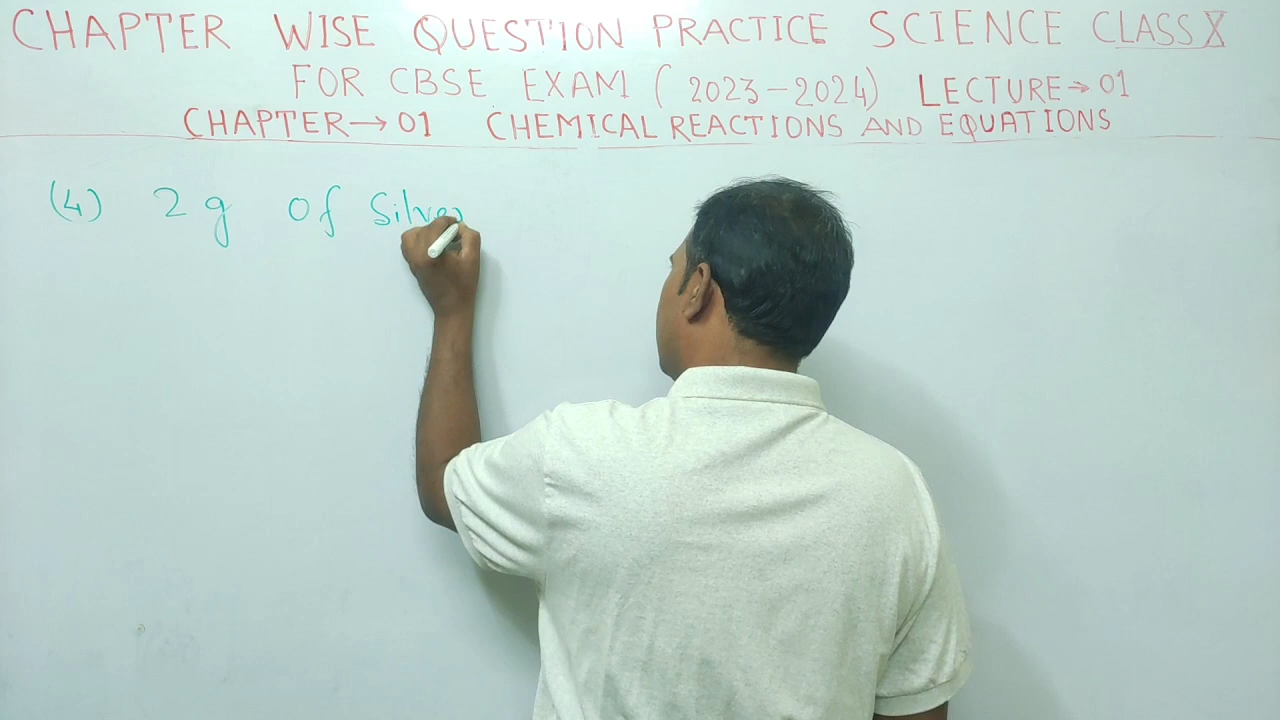 CHAPTER WISE QUESTION PRACTICE SCIENCE CLASS X
FOR CBSE EXAM ( 2023-2024) LECTURE→01
CHAPTER→01 CHEMICAL REACTIONS AND EQUATIONS
(4) 2 g of Silver